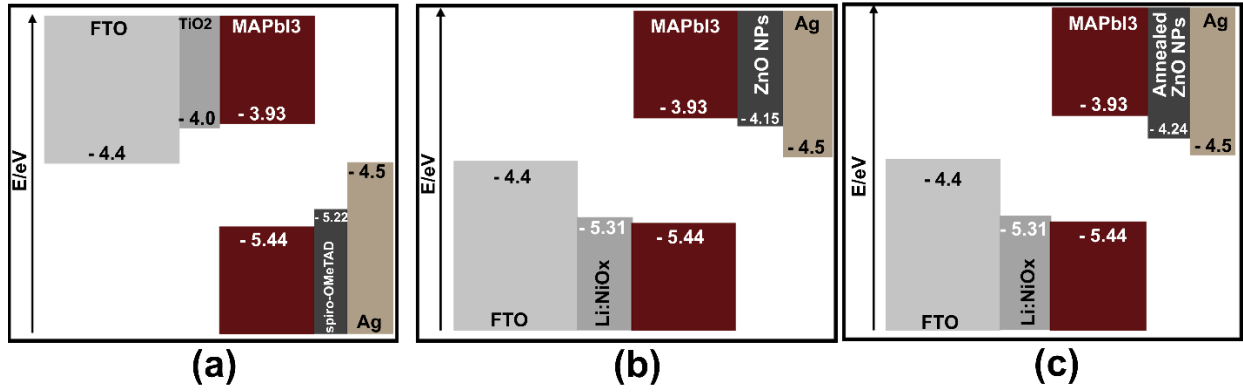 E/eV
FTO
TiO2
MAPbI3
- 4.4
- 4.0
- 3.93
- 5.44
- 5.22
spiro-OMeTAD
- 4.5
Ag
(a)
E/eV
MAPbI3
ZnO NPs
Ag
- 3.93
- 4.15
- 4.5
- 4.4
- 5.31
- 5.44
FTO
Li:NiOx
(b)
E/eV
MAPbI3
Annealed
ZnO NPs
Ag
- 3.93
- 4.24
- 4.5
- 4.4
- 5.31
- 5.44
FTO
Li:NiOx
(c)